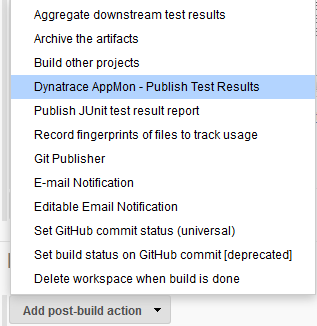 Aggregate downstream test results
Archive the artifacts
Build other projects
Dynatrace AppMon - Publish Test Results
Publish JUnit test result report
Record fingerprints of files to track usage
Git Publisher
E-mail Notification
Editable Email Notification
Set GitHub commit status (universal)
Set build status on GitHub commit [deprecated]
Delete workspace when build is done
Add post-build action